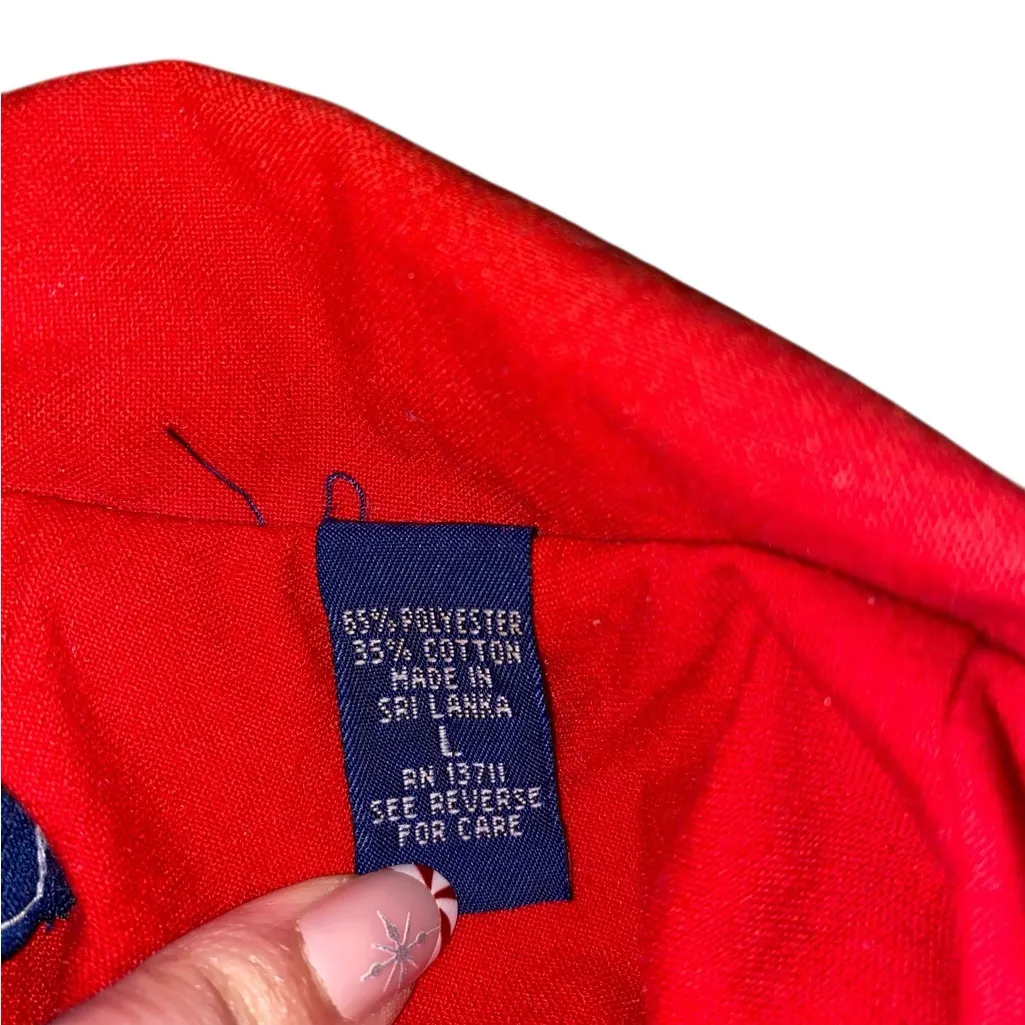 65% POLYESTER
35% COTTON
MADE IN
SRI LANKA
L
RN 13711
SEE REVERSE
FOR CARE